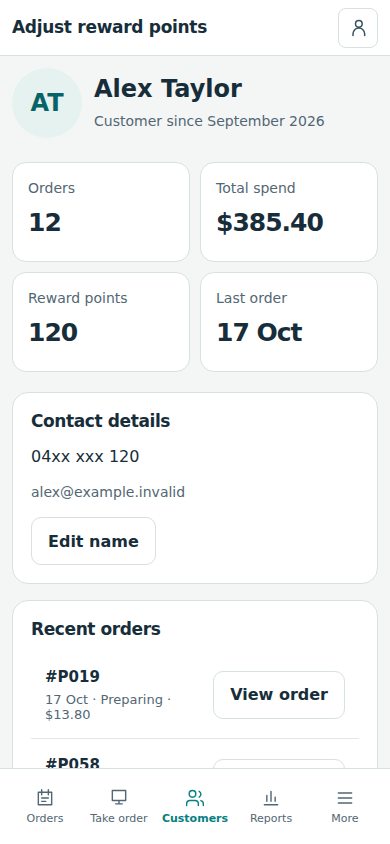 Adjust reward points
AT
Alex Taylor
Customer since September 2026
Orders
12
Total spend
$385.40
Reward points
120
Last order
17 Oct
Contact details
04xx xxx 120
alex@example.invalid
Edit name
Recent orders
#P019
17 Oct · Preparing ·
$13.80
View order
#P058
Orders
Take order
Customers
Reports
More